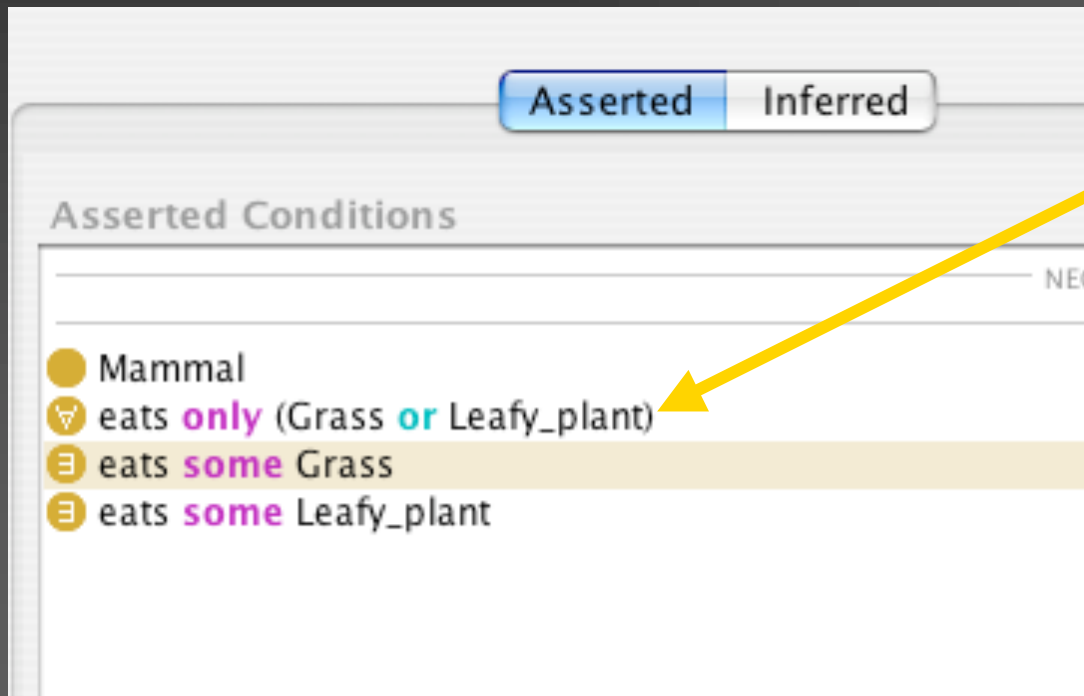 Asserted Inferred
Asserted Conditions
Mammal
∀ eats only (Grass or Leafy_plant)
∃ eats some Grass
∃ eats some Leafy_plant